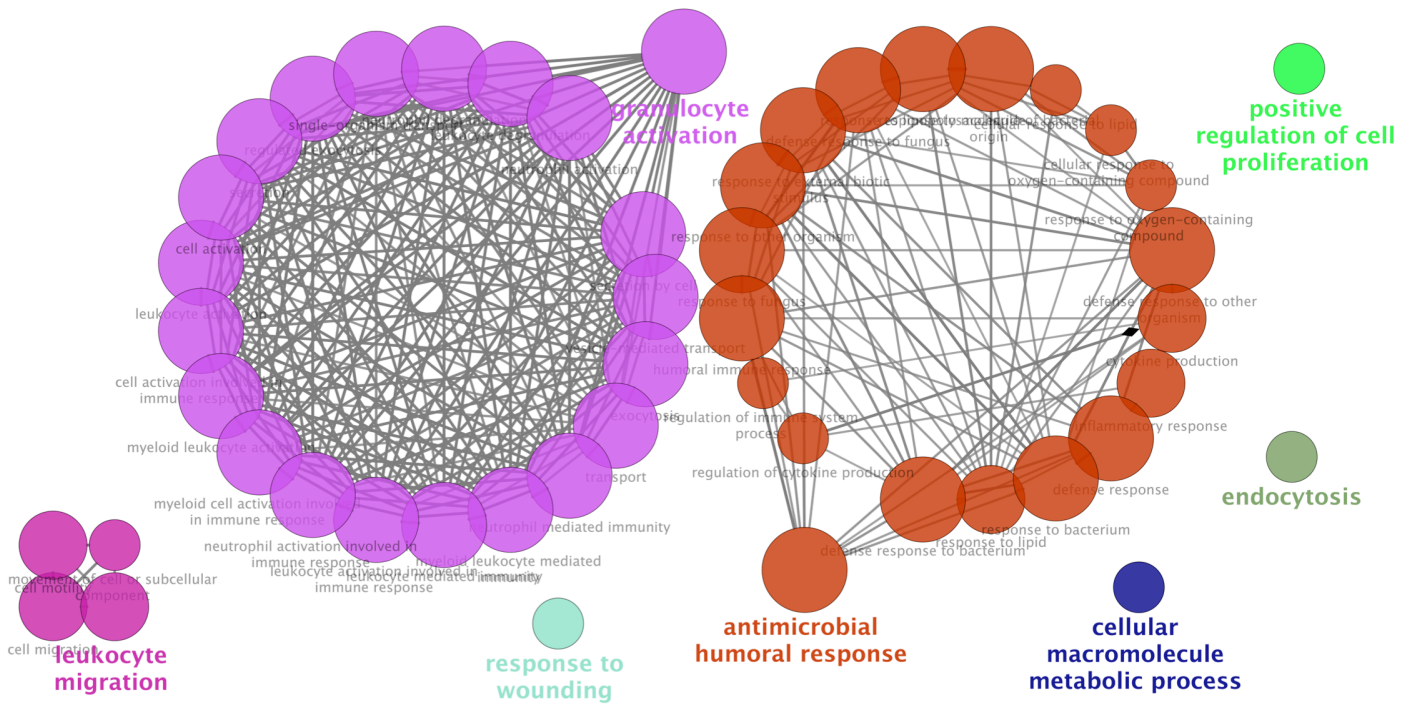 granulocyte
activation
neutrophil activation
cell activation
leukocyte activation
secretion by cell
vesicle-mediated transport
exocytosis
transport
cell activation involved in
immune response
myeloid leukocyte activation
myeloid cell activation involved
in immune response
neutrophil activation involved in
immune response
leukocyte activation involved in
immune response
leukocyte mediated immunity
myeloid leukocyte mediated
immunity
neutrophil mediated immunity
movement of cell or subcellular
component
cell motility
cell migration
leukocyte
migration
response to
wounding
defense response to fungus
cellular response to lipid
origin
cellular response to
oxygen-containing compound
response to external biotic
stimulus
response to oxygen-containing
compound
response to other organism
response to fungus
defense response to other
organism
humoral immune response
cytokine production
regulation of immune system
process
inflammatory response
regulation of cytokine production
defense response
response to bacterium
response to lipid
defense response to bacterium
antimicrobial
humoral response
positive
regulation of cell
proliferation
endocytosis
cellular
macromolecule
metabolic process